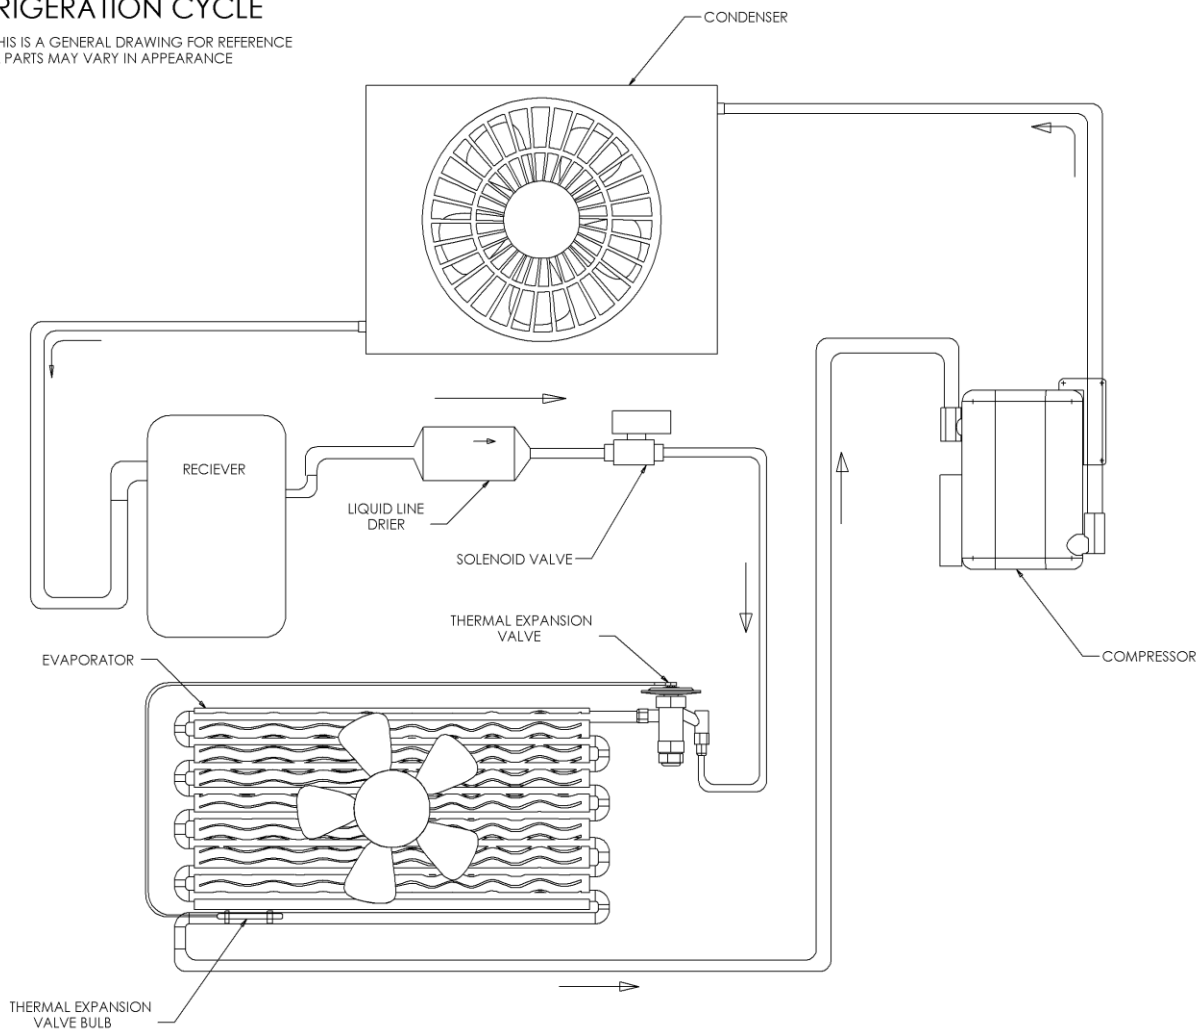 RIGERATION CYCLE
HIS IS A GENERAL DRAWING FOR REFERENCE
PARTS MAY VARY IN APPEARANCE
CONDENSER
RECIEVER
LIQUID LINE
DRIER
SOLENOID VALVE
THERMAL EXPANSION
VALVE
EVAPORATOR
COMPRESSOR
THERMAL EXPANSION
VALVE BULB